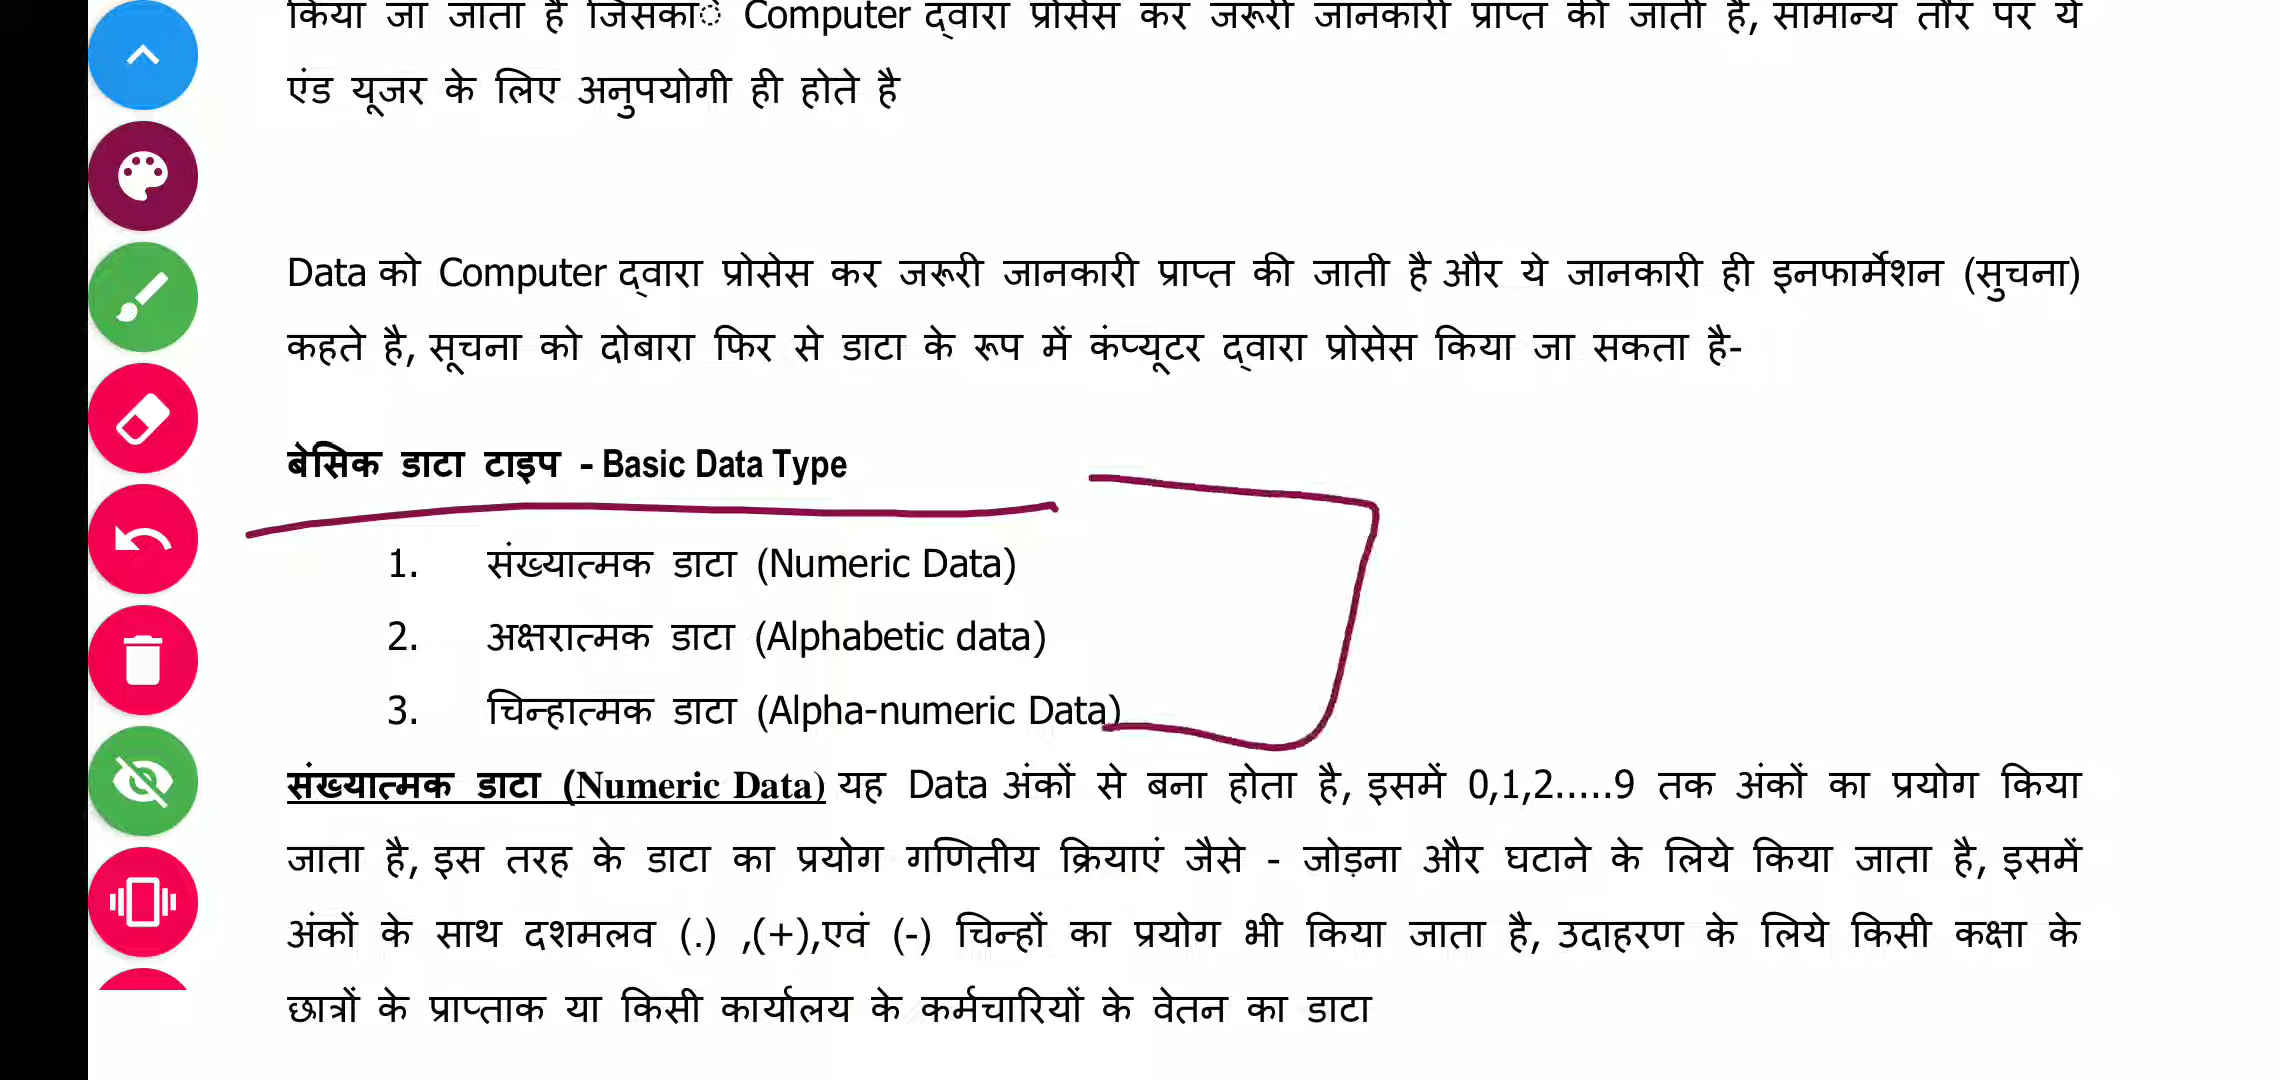 किया जा जाता है जिसकाे Computer द्वारा प्रोसेस कर जरूरी जानकारी प्राप्त की जाती है, सामान्य तौर पर ये
एंड यूजर के लिए अनुपयोगी ही होते है
Data को Computer द्वारा प्रोसेस कर जरूरी जानकारी प्राप्त की जाती है और ये जानकारी ही इनफार्मेशन (सुचना)
कहते है, सूचना को दोबारा फिर से डाटा के रूप में कंप्यूटर द्वारा प्रोसेस किया जा सकता है-
बेसिक डाटा टाइप - Basic Data Type
1. संख्यात्मक डाटा (Numeric Data)
2. अक्षरात्मक डाटा (Alphabetic data)
3. चिन्हात्मक डाटा (Alpha-numeric Data)
संख्यात्मक डाटा (Numeric Data) यह Data अंकों से बना होता है, इसमें 0,1,2.....9 तक अंकों का प्रयोग किया
जाता है, इस तरह के डाटा का प्रयोग गणितीय क्रियाएं जैसे - जोड़ना और घटाने के लिये किया जाता है, इसमें
अंकों के साथ दशमलव (.) ,(+),एवं (-) चिन्हों का प्रयोग भी किया जाता है, उदाहरण के लिये किसी कक्षा के
छात्रों के प्राप्ताक या किसी कार्यालय के कर्मचारियों के वेतन का डाटा